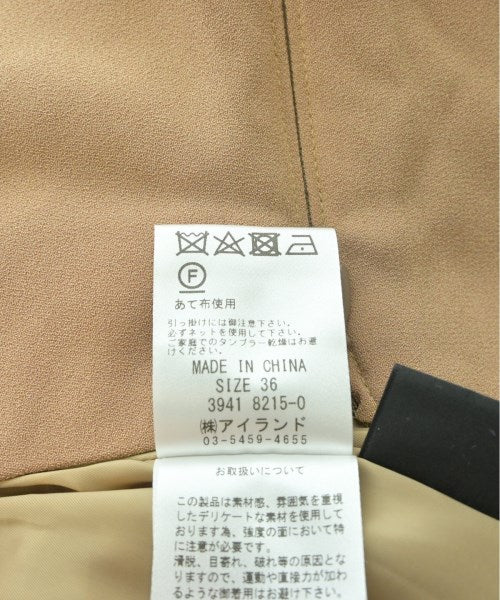 F
あて布使用
引っ掛けには御注意下さい。
必ずネットを使用して下さい。
ご家庭でのタンブラー乾燥はお避
けください。
MADE IN CHINA
SIZE 36
3941 8215-0
㈱アイランド
03-5459-4655
お取扱いについて
この製品は素材感、雰囲気を重視
したデリケートな素材を使用して
おります為、強度の面において特
に注意が必要です。
滑脱、目寄れ、破れ等の原因とな
りますので、運動や直接力が加わ
るような御着用はお避け下さい。